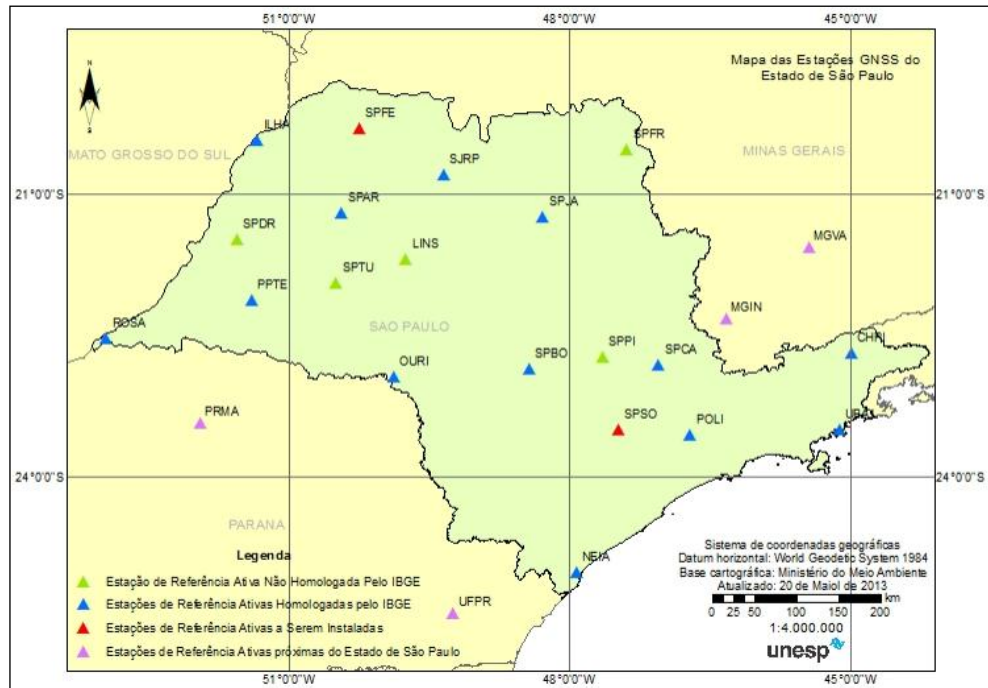 51°0'0"W
48°0'0"W
45°0'0"W
Mapa das Estações GNSS do
Estado de São Paulo
N
ILHA
SPFE
SPFR
MATO GROSSO DO SUL
SJRP
MINAS GERAIS
21°0'0"S
21°0'0"S
SPAR
SPJA
SPDR
LINS
MGVA
SPTU
PPTE
MGIN
ROSA
SAO PAULO
CHPI
OURI
SPBO
SPPI
SPCA
PRMA
SPSO
POLI
UBA
24°0'0"S
24°0'0"S
PARANA
NEIA
UFPR
Legenda
Estação de Referência Ativa Não Homologada Pelo IBGE
Estações de Referência Ativas Homologadas pelo IBGE
Estações de Referência Ativas a Serem Instaladas
Estações de Referência Ativas próximas do Estado de São Paulo
Sistema de coordenadas geográficas
Datum horizontal: World Geodetic System 1984
Base cartográfica: Ministério do Meio Ambiente
Atualizado: 20 de Maiol de 2013
km
0 25 50 100 150 200
1:4.000.000
unesp
51°0'0"W
48°0'0"W
45°0'0"W